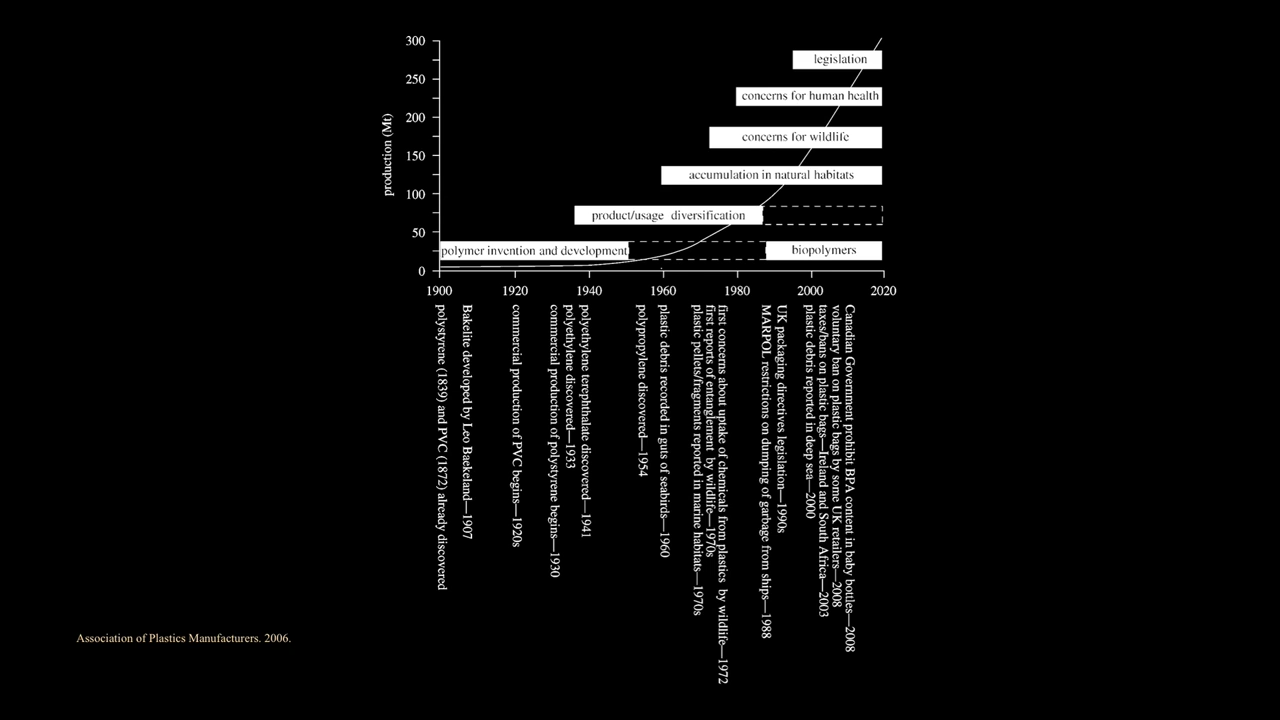 300
legislation
250
concerns for human health
200
concerns for wildlife
production (Mt)
150
accumulation in natural habitats
100
product/usage diversification
50
polymer invention and development
biopolymers
0
1900
1920
1940
1960
1980
2000
2020
polystyrene (1839) and PVC (1872) already discovered
Bakelite developed by Leo Baekeland—1907
commercial production of PVC begins—1920s
commercial production of polystyrene begins—1930
polyethylene discovered—1933
polyethylene terephthalate discovered—1941
polypropylene discovered—1954
plastic debris recorded in guts of seabirds—1960
plastic pellets/fragments reported in marine habitats—1970s
first reports of entanglement by wildlife—1970s
first concerns about uptake of chemicals from plastics by wildlife—1972
MARPOL restrictions on dumping of garbage from ships—1988
UK packaging directives legislation—1990s
plastic debris reported in deep sea—2000
taxes/bans on plastic bags—Ireland and South Africa—2003
voluntary ban on plastic bags by some UK retailers—2008
Canadian Government prohibit BPA content in baby bottles—2008
Association of Plastics Manufacturers. 2006.